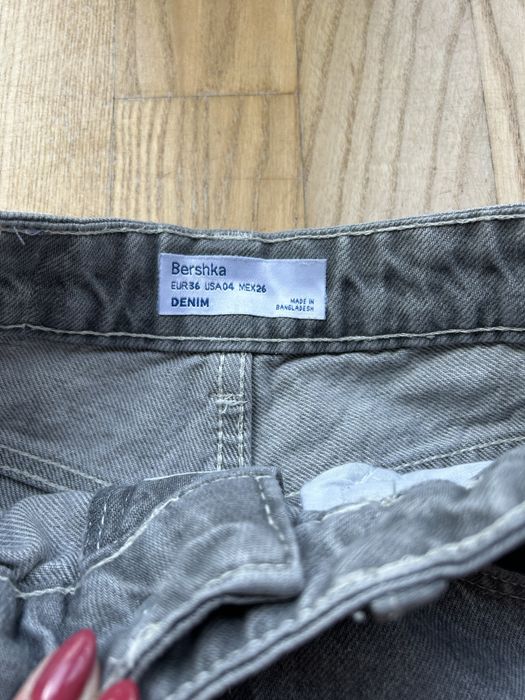 Bershka
EUR36 USA04 MEX26
DENIM
MADE IN
BANGLADESH